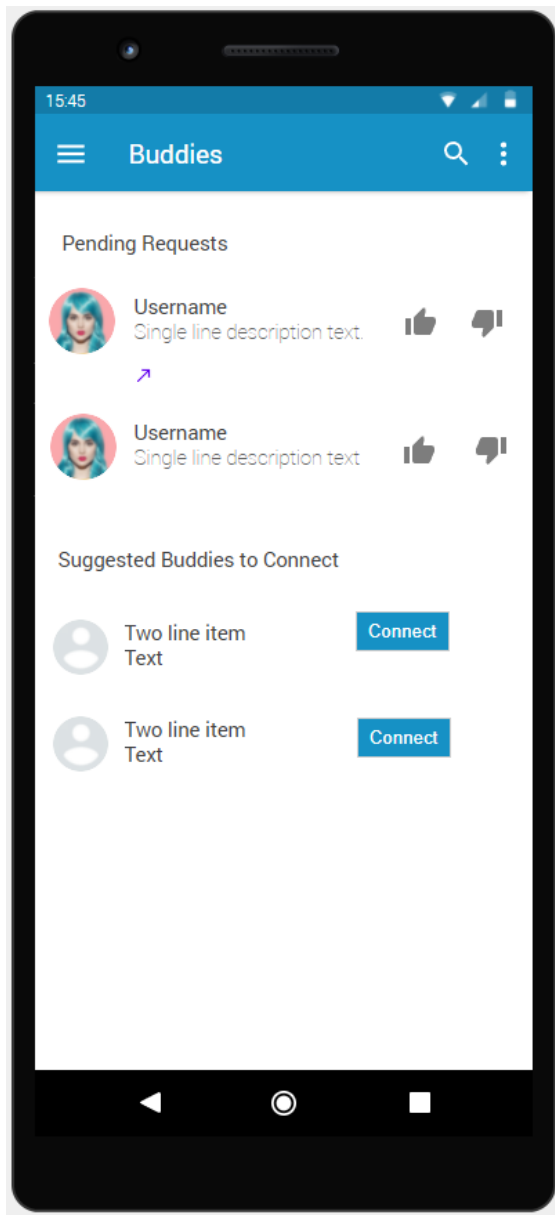 15:45
Buddies
Pending Requests
Username
Single line description text.
Username
Single line description text
Suggested Buddies to Connect
Two line item
Text
Connect
Two line item
Text
Connect